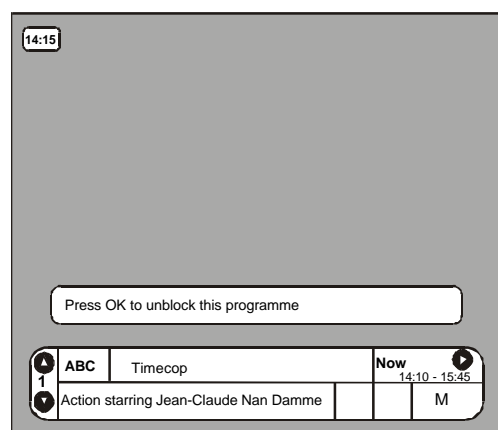 14:15
Press OK to unblock this programme
ABC Timecop Now
1 14:10 - 15:45
Action starring Jean-Claude Nan Damme M